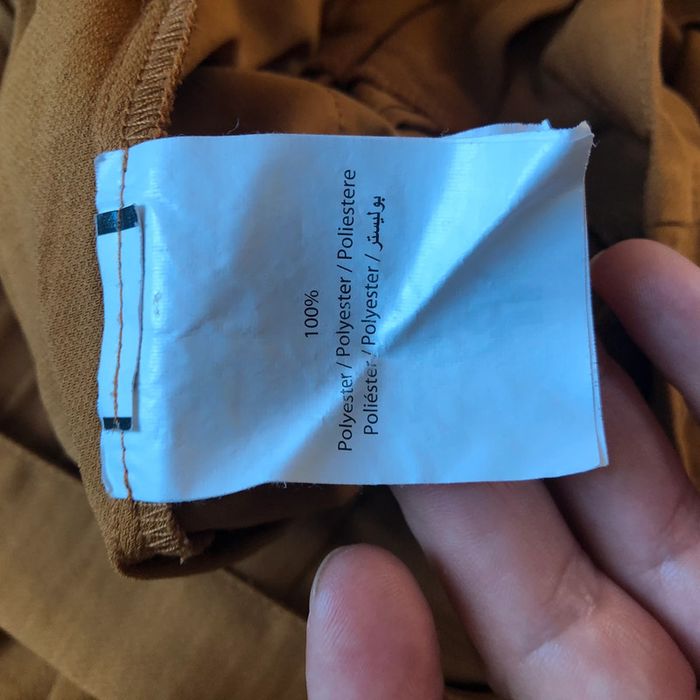 100%
Polyester / Polyester / Poliestere
Poliéster / Polyester / بوليستر